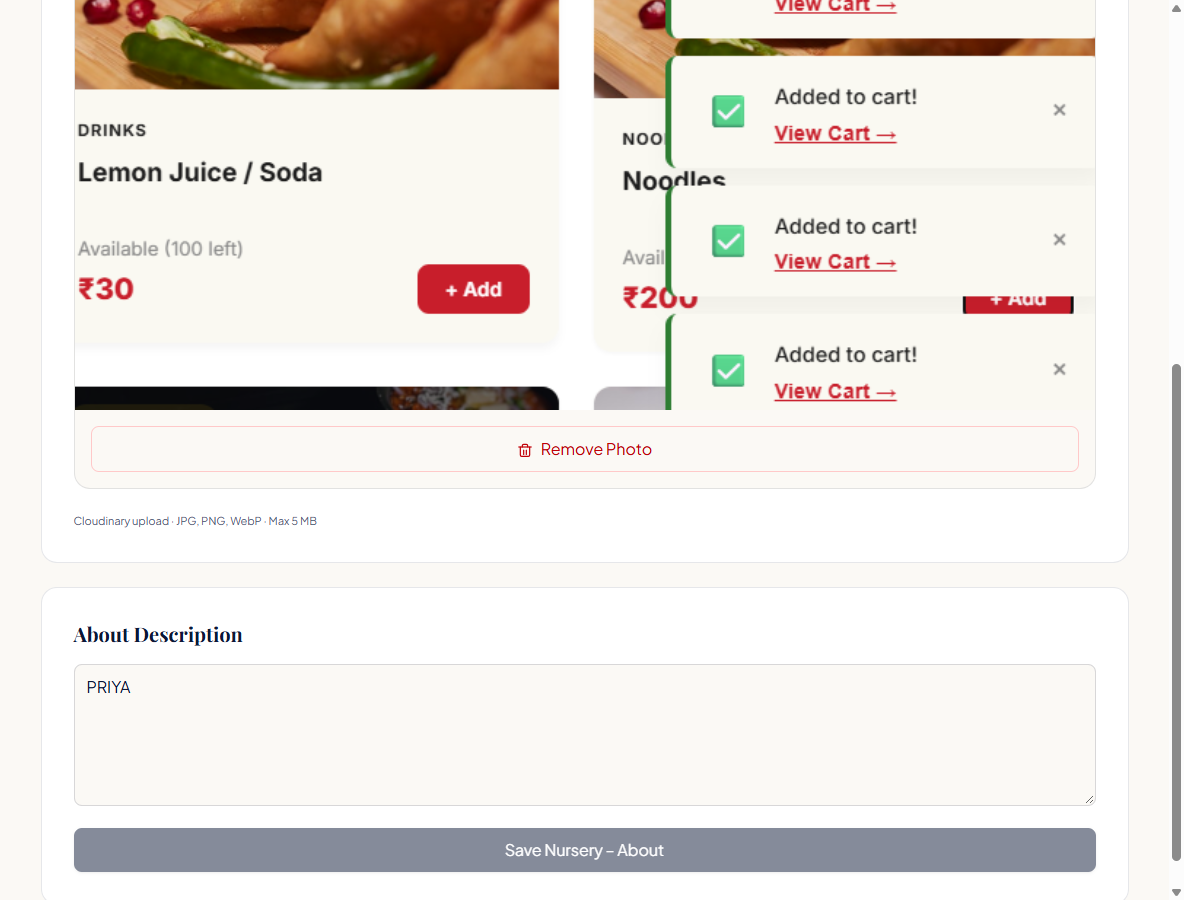 View Cart →
Added to cart!
View Cart →
×
DRINKS
Lemon Juice / Soda
Available (100 left)
₹30
+ Add
Noodles
₹200
+ Add
Added to cart!
View Cart →
×
Added to cart!
View Cart →
×
Remove Photo
Cloudinary upload · JPG, PNG, WebP · Max 5 MB
About Description
PRIYA
Save Nursery – About